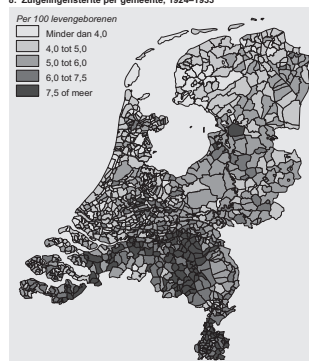 8. Zuigelingensterfte per gemeente, 1924–1933
Per 100 levengeborenen
Minder dan 4,0
4,0 tot 5,0
5,0 tot 6,0
6,0 tot 7,5
7,5 of meer